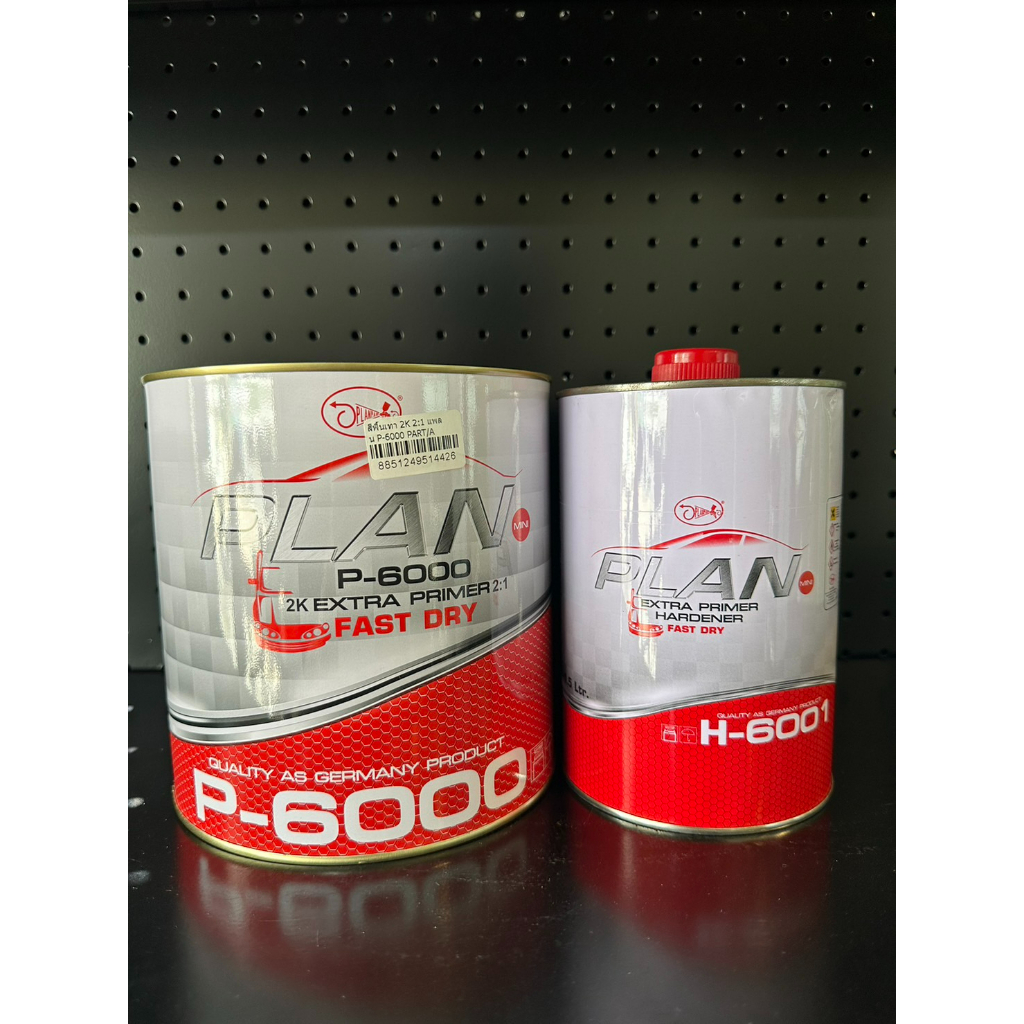 สีพื้นเทา 2K 2:1 แพล
น P-6000 PART/A
8851249514426
PLAN
MINI
P-6000
2K EXTRA PRIMER 2:1
FAST DRY
QUALITY AS GERMANY PRODUCT
P-6000
PLAN
MINI
EXTRA PRIMER
HARDENER
FAST DRY
5 Ltr.
QUALITY AS GERMANY PRODUCT
H-6001